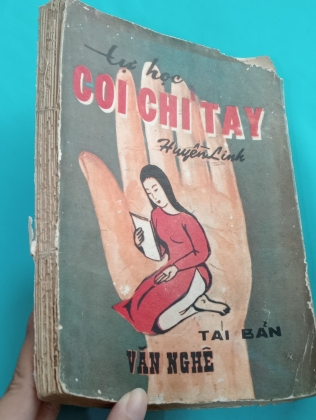 tự học
COI CHỈ TAY
Huyền Linh
TÁI BẢN
VĂN NGHỆ